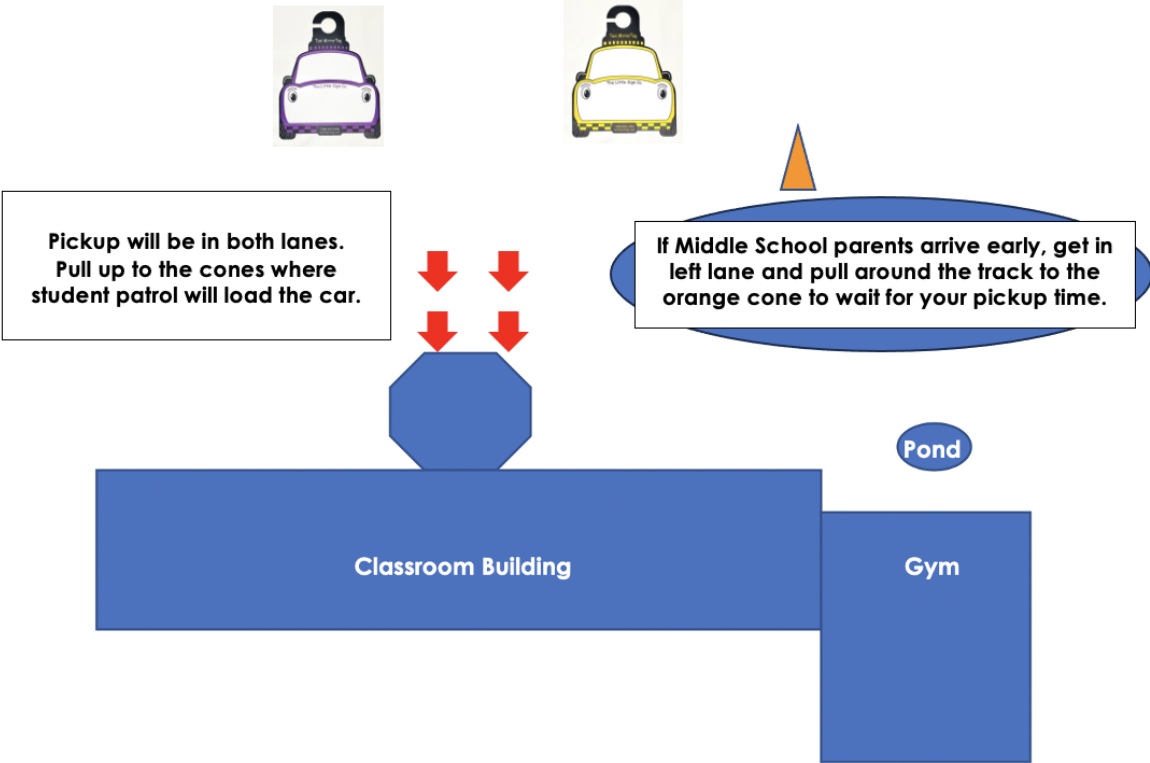 Pickup will be in both lanes.
Pull up to the cones where
student patrol will load the car.
If Middle School parents arrive early, get in
left lane and pull around the track to the
orange cone to wait for your pickup time.
Pond
Classroom Building
Gym